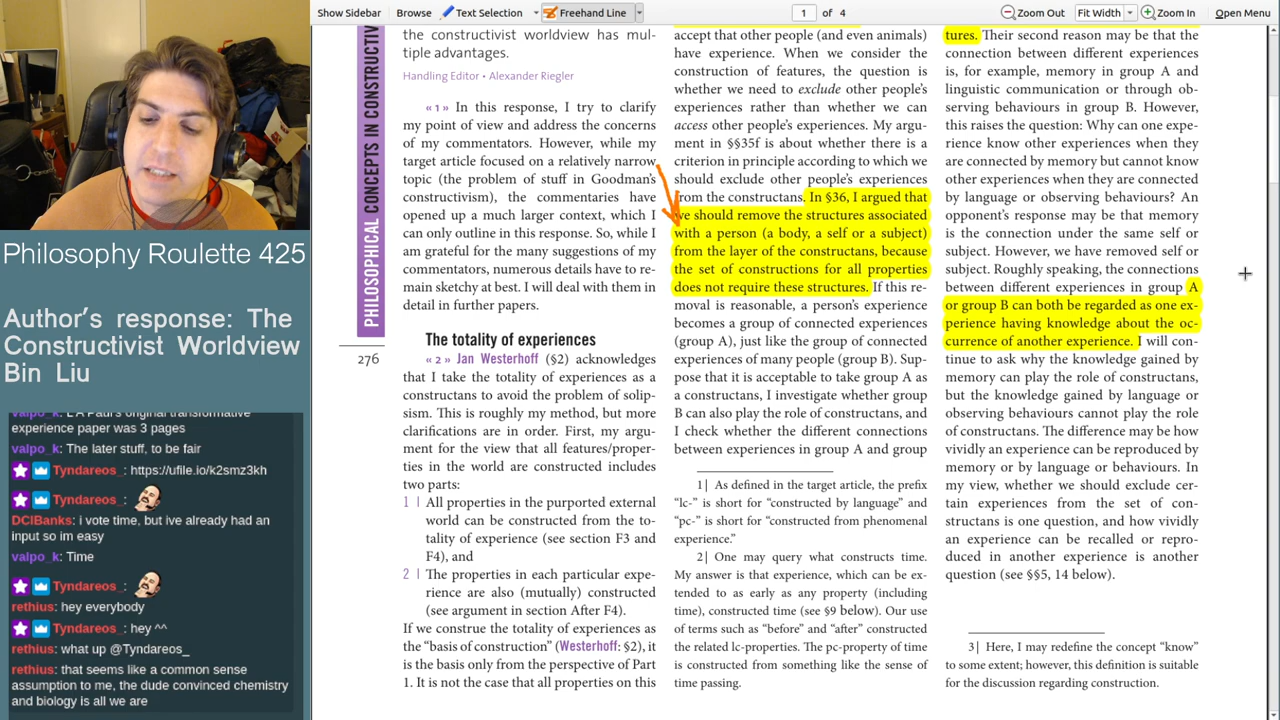 Show Sidebar
Browse
Text Selection
Freehand Line
1 of 4
Zoom Out
Fit Width
Zoom In
Open Menu
Philosophy Roulette 425
Author's response: The
Constructivist Worldview
Bin Liu
valpo_k: L A Paul's original transformative
experience paper was 3 pages
valpo_k: The later stuff, to be fair
Tyndareos_: https://ufile.io/k2smz3kh
Tyndareos_:
DCIBanks: i vote time, but ive already had an
input so im easy
valpo_k: Time
Tyndareos_:
rethius: hey everybody
Tyndareos_: hey ^^
rethius: what up @Tyndareos_
rethius: that seems like a common sense
assumption to me, the dude convinced chemistry
and biology is all we are
PHILOSOPHICAL CONCEPTS IN CONSTRUCTIV
276
the constructivist worldview has mul-
tiple advantages.
Handling Editor • Alexander Riegler
« 1 » In this response, I try to clarify
my point of view and address the concerns
of my commentators. However, while my
target article focused on a relatively narrow
topic (the problem of stuff in Goodman's
constructivism), the commentaries have
opened up a much larger context, which I
can only outline in this response. So, while I
am grateful for the many suggestions of my
commentators, numerous details have to re-
main sketchy at best. I will deal with them in
detail in further papers.
The totality of experiences
« 2 » Jan Westerhoff (§2) acknowledges
that I take the totality of experiences as a
constructans to avoid the problem of solip-
sism. This is roughly my method, but more
clarifications are in order. First, my argu-
ment for the view that all features/proper-
ties in the world are constructed includes
two parts:
1 | All properties in the purported external
world can be constructed from the to-
tality of experience (see section F3 and
F4), and
2 | The properties in each particular expe-
rience are also (mutually) constructed
(see argument in section After F4).
If we construe the totality of experiences as
the "basis of construction" (Westerhoff: §2), it
is the basis only from the perspective of Part
1. It is not the case that all properties on this
accept that other people (and even animals)
have experience. When we consider the
construction of features, the question is
whether we need to exclude other people's
experiences rather than whether we can
access other people's experiences. My argu-
ment in §§35f is about whether there is a
criterion in principle according to which we
should exclude other people's experiences
from the constructans. In §36, I argued that
we should remove the structures associated
with a person (a body, a self or a subject)
from the layer of the constructans, because
the set of constructions for all properties
does not require these structures. If this re-
moval is reasonable, a person's experience
becomes a group of connected experiences
(group A), just like the group of connected
experiences of many people (group B). Sup-
pose that it is acceptable to take group A as
a constructans, I investigate whether group
B can also play the role of constructans, and
I check whether the different connections
between experiences in group A and group
1 | As defined in the target article, the prefix
"lc-" is short for "constructed by language" and
"pc-" is short for "constructed from phenomenal
experience."
2 | One may query what constructs time.
My answer is that experience, which can be ex-
tended to as early as any property (including
time), constructed time (see §9 below). Our use
of terms such as "before" and "after" constructed
the related lc-properties. The pc-property of time
is constructed from something like the sense of
time passing.
tures. Their second reason may be that the
connection between different experiences
is, for example, memory in group A and
linguistic communication or through ob-
serving behaviours in group B. However,
this raises the question: Why can one expe-
rience know other experiences when they
are connected by memory but cannot know
other experiences when they are connected
by language or observing behaviours? An
opponent's response may be that memory
is the connection under the same self or
subject. However, we have removed self or
subject. Roughly speaking, the connections
between different experiences in group A
or group B can both be regarded as one ex-
perience having knowledge about the oc-
currence of another experience. I will con-
tinue to ask why the knowledge gained by
memory can play the role of constructans,
but the knowledge gained by language or
observing behaviours cannot play the role
of constructans. The difference may be how
vividly an experience can be reproduced by
memory or by language or behaviours. In
my view, whether we should exclude cer-
tain experiences from the set of con-
structans is one question, and how vividly
an experience can be recalled or repro-
duced in another experience is another
question (see §§5, 14 below).
3 | Here, I may redefine the concept "know"
to some extent; however, this definition is suitable
for the discussion regarding construction.